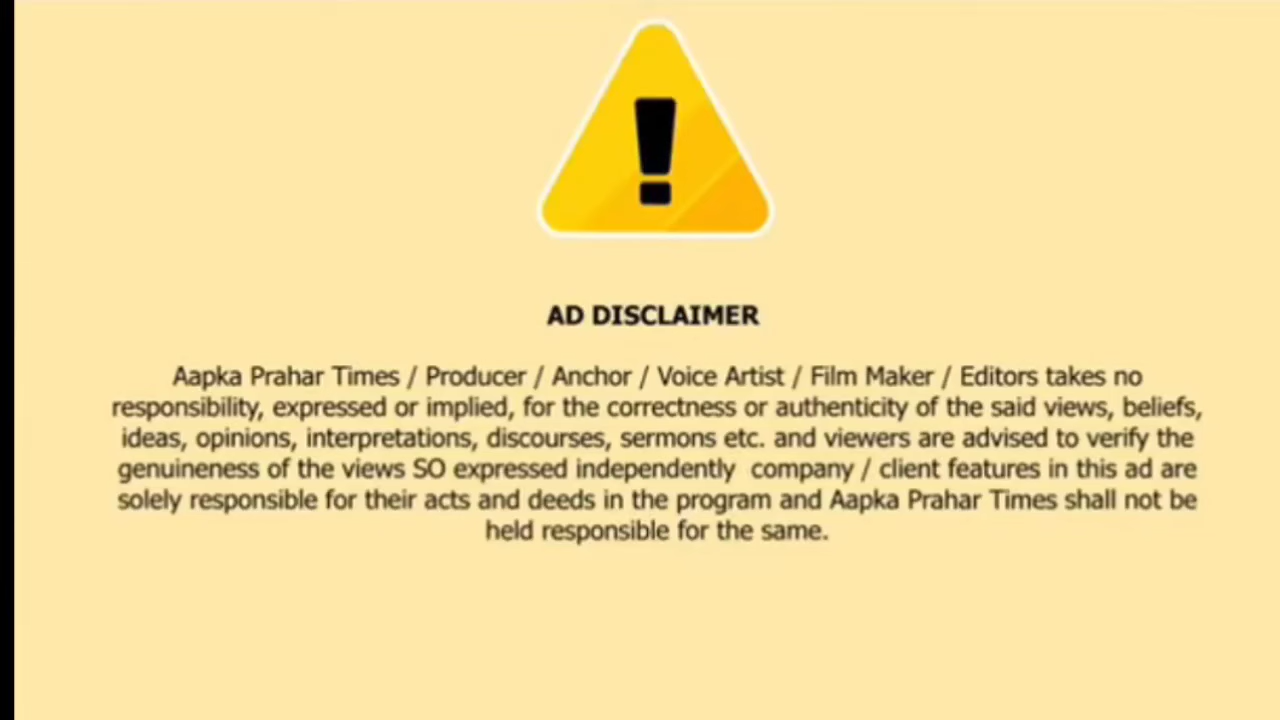 AD DISCLAIMER
Aapka Prahar Times / Producer / Anchor / Voice Artist / Film Maker / Editors takes no
responsibility, expressed or implied, for the correctness or authenticity of the said views, beliefs,
ideas, opinions, interpretations, discourses, sermons etc. and viewers are advised to verify the
genuineness of the views SO expressed independently company / client features in this ad are
solely responsible for their acts and deeds in the program and Aapka Prahar Times shall not be
held responsible for the same.